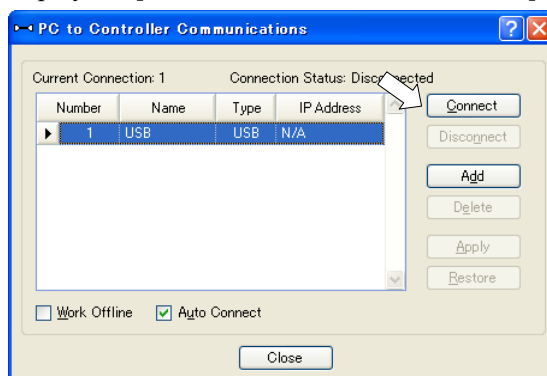 PC to Controller Communications
Current Connection: 1 Connection Status: Disconnected
Number Name Type IP Address
1 USB USB N/A
Connect
Disconnect
Add
Delete
Apply
Restore
Work Offline Auto Connect
Close